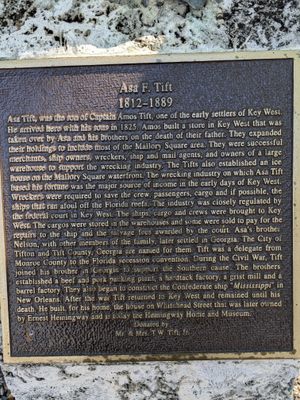 Asa F. Tift
1812–1889
Asa Tift, was the son of Captain Amos Tift, one of the early settlers of Key West.
He arrived here with his sons in 1825. Amos built a store in Key West that was
taken over by Asa and his brothers on the death of their father. They expanded
their holdings to include most of the Mallory Square area. They were successful
merchants, ship owners, wreckers, ship and mail agents, and owners of a large
warehouse to support the wrecking industry. The Tifts also established an ice
house on the Mallory Square waterfront. The wrecking industry on which Asa Tift
based his fortune was the major source of income in the early days of Key West.
Wreckers were required to save the crew, passengers, cargo and if possible, the
ships that ran afoul off the Florida reefs. The industry was closely regulated by
the federal court in Key West. The ships, cargo and crews were brought to Key
West. The cargos were stored in the warehouses and some were sold to pay for the
repairs to the ship and the salvage fees awarded by the court. Asa's brother
Nelson, with other members of the family, later settled in Georgia. The City of
Tifton and Tift County, Georgia are named for them. Tift was a delegate from
Monroe County to the Florida secession convention. During the Civil War, Tift
joined his brother in Georgia to support the Southern cause. The brothers
established a beef and pork packing plant, a hardtack factory, a grist mill and a
barrel factory. They also began to construct the Confederate ship "Mississippi" in
New Orleans. After the war Tift returned to Key West and remained until his
death. He built, for his home, the house on Whitehead Street that was later owned
by Ernest Hemingway and is today the Hemingway Home and Museum.
Donated by
Mr. & Mrs. T.W. Tift, Jr.